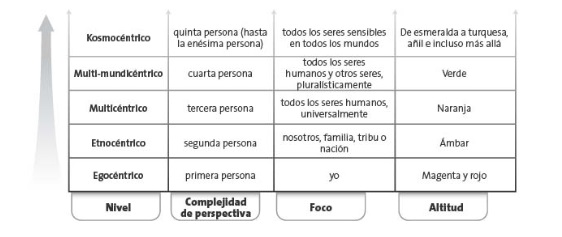 Kosmocéntrico
quinta persona (hasta
la enésima persona)
todos los seres sensibles
en todos los mundos
De esmeralda a turquesa,
añil e incluso más allá
Multi-mundicéntrico
cuarta persona
todos los seres
humanos y otros seres,
pluralísticamente
Verde
Multicéntrico
tercera persona
todos los seres humanos,
universalmente
Naranja
Etnocéntrico
segunda persona
nosotros, familia, tribu o
nación
Ámbar
Egocéntrico
primera persona
yo
Magenta y rojo
Nivel
Complejidad
de perspectiva
Foco
Altitud